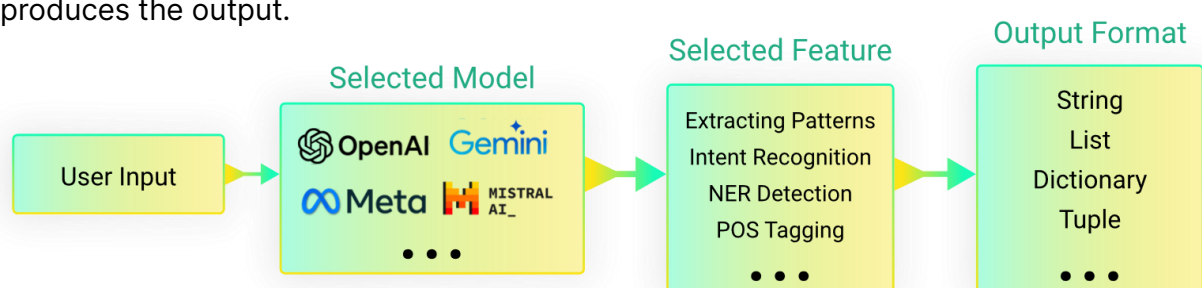 produces the output.
User Input
Selected Model
OpenAI Gemini
Meta MISTRAL
AI_
Selected Feature
Extracting Patterns
Intent Recognition
NER Detection
POS Tagging
Output Format
String
List
Dictionary
Tuple